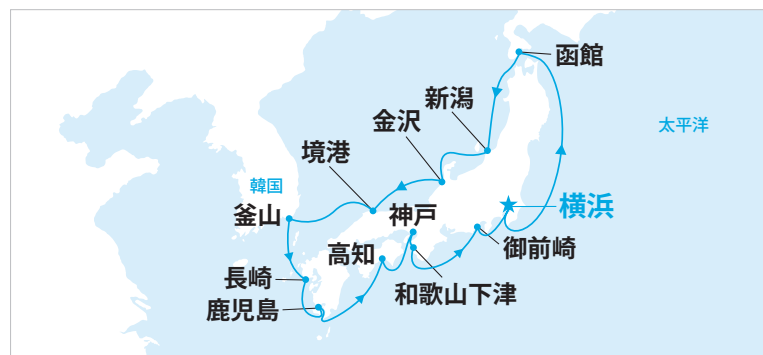 函館
新潟
太平洋
金沢
境港
韓国
釜山
神戸
横浜
御前崎
高知
長崎
和歌山下津
鹿児島